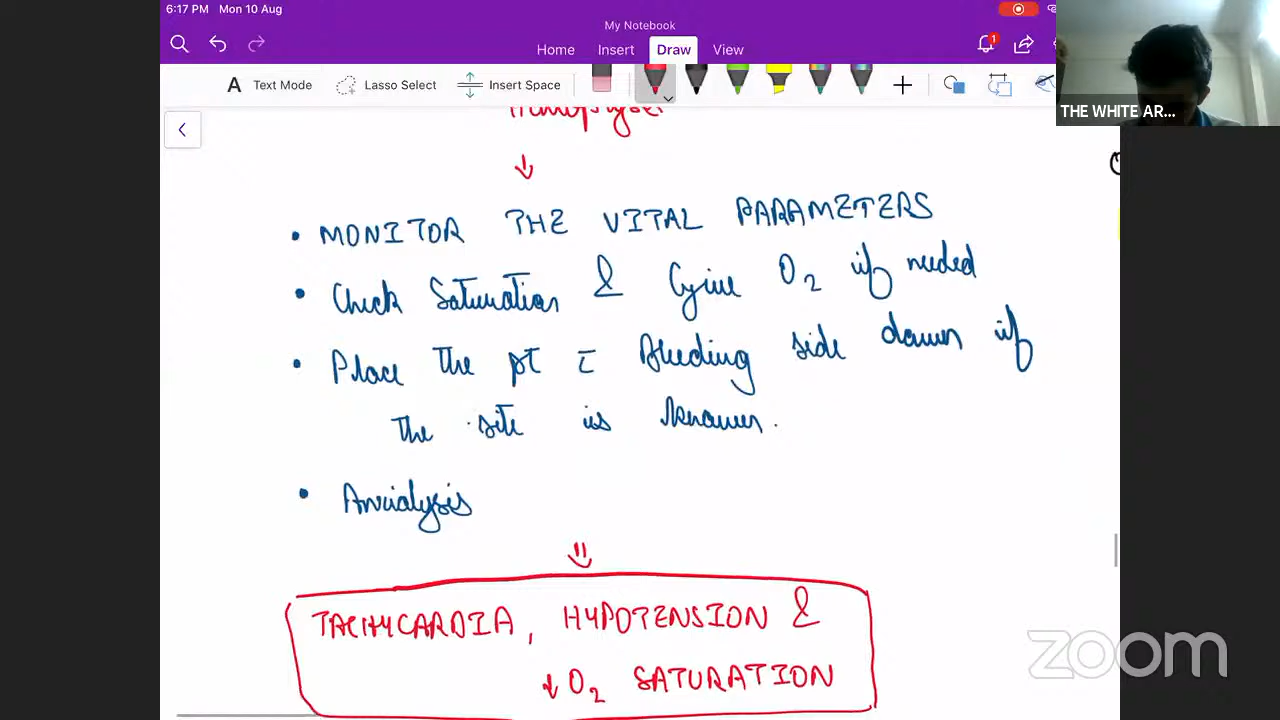 6:17 PM Mon 10 Aug
My Notebook
Home Insert Draw View
1
A Text Mode Lasso Select Insert Space
THE WHITE AR...
↓
• MONITOR THE VITAL PARAMETERS
• Check Saturation & Give O2 if needed
• Place the pt c Bleeding side down if
the site is known.
•
TACHYCARDIA, HYPOTENSION &
↓ O2 SATURATION
zoom